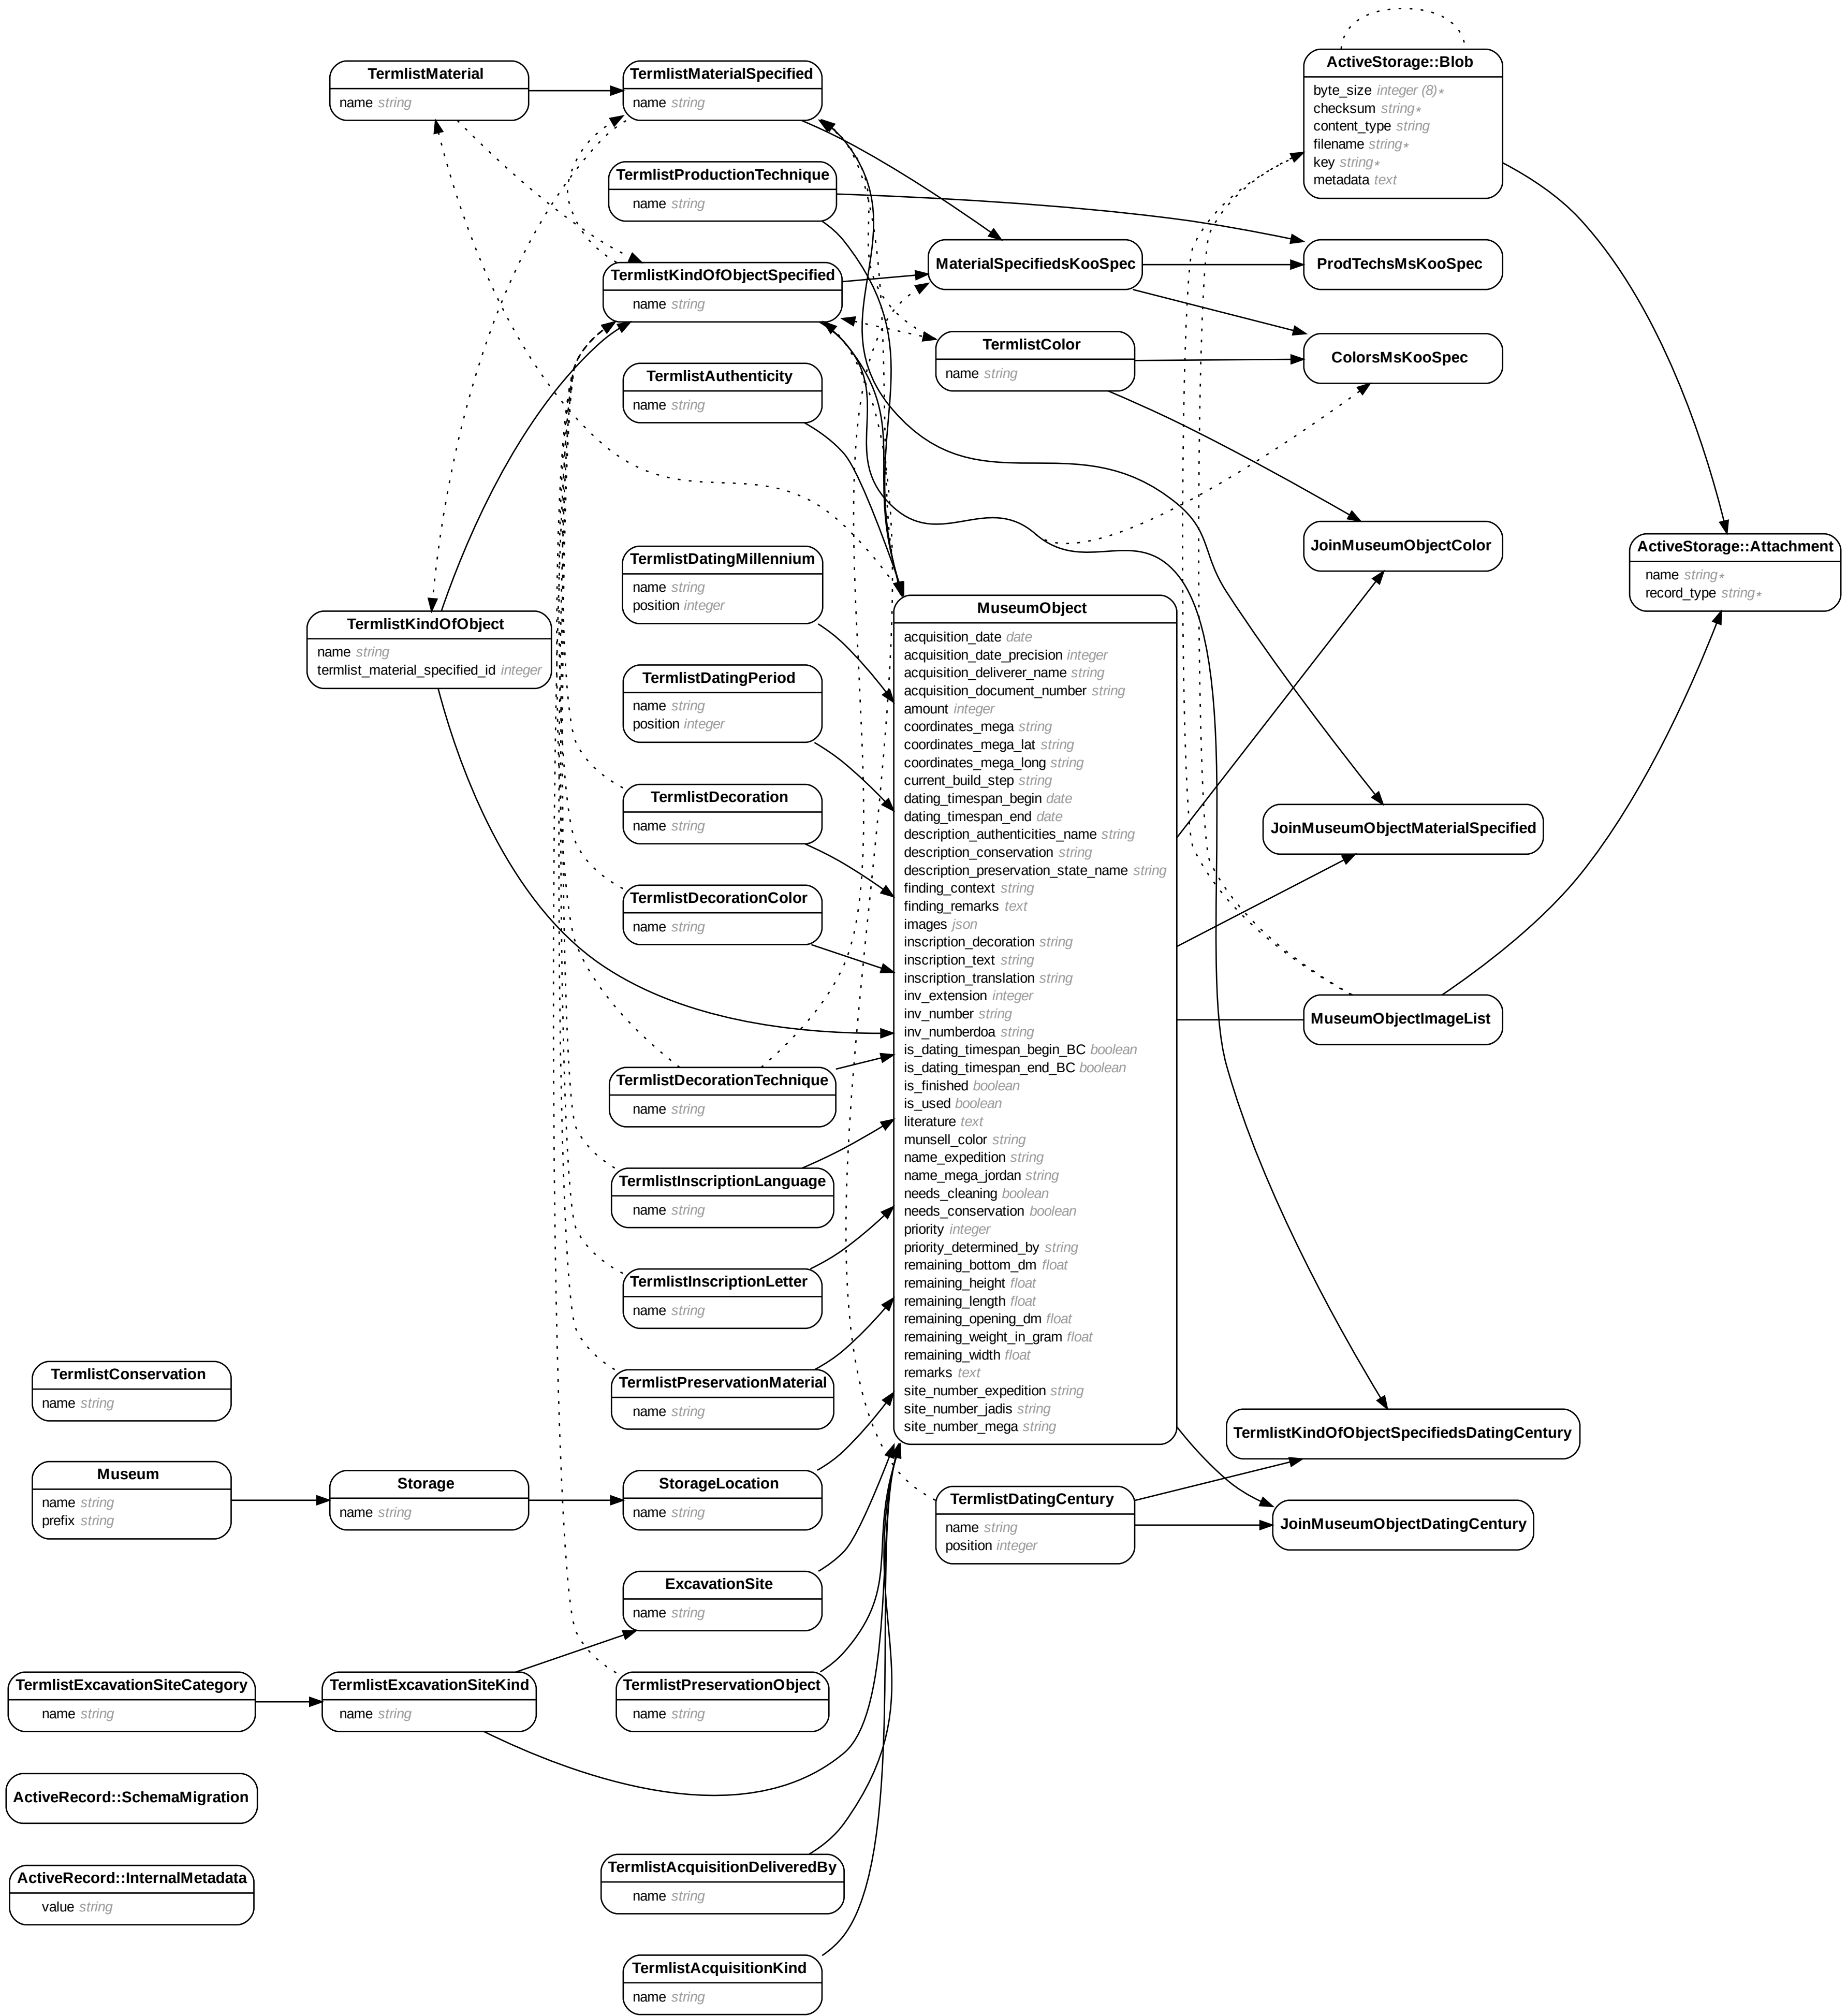 ActiveStorage::Blob
byte_size integer (8)∗
checksum string∗
content_type string
filename string∗
key string∗
metadata text
TermlistMaterial
name string
TermlistMaterialSpecified
name string
TermlistProductionTechnique
name string
TermlistKindOfObjectSpecified
name string
MaterialSpecifiedsKooSpec
ProdTechsMsKooSpec
TermlistColor
name string
ColorsMsKooSpec
TermlistAuthenticity
name string
JoinMuseumObjectColor
ActiveStorage::Attachment
name string∗
record_type string∗
TermlistDatingMillennium
name string
position integer
TermlistKindOfObject
name string
termlist_material_specified_id integer
TermlistDatingPeriod
name string
position integer
TermlistDecoration
name string
TermlistDecorationColor
name string
TermlistDecorationTechnique
name string
TermlistInscriptionLanguage
name string
TermlistInscriptionLetter
name string
TermlistPreservationMaterial
name string
MuseumObject
acquisition_date date
acquisition_date_precision integer
acquisition_deliverer_name string
acquisition_document_number string
amount integer
coordinates_mega string
coordinates_mega_lat string
coordinates_mega_long string
current_build_step string
dating_timespan_begin date
dating_timespan_end date
description_authenticities_name string
description_conservation string
description_preservation_state_name string
finding_context string
finding_remarks text
images json
inscription_decoration string
inscription_text string
inscription_translation string
inv_extension integer
inv_number string
inv_numberdoa string
is_dating_timespan_begin_BC boolean
is_dating_timespan_end_BC boolean
is_finished boolean
is_used boolean
literature text
munsell_color string
name_expedition string
name_mega_jordan string
needs_cleaning boolean
needs_conservation boolean
priority integer
priority_determined_by string
remaining_bottom_dm float
remaining_height float
remaining_length float
remaining_opening_dm float
remaining_weight_in_gram float
remaining_width float
remarks text
site_number_expedition string
site_number_jadis string
site_number_mega string
JoinMuseumObjectMaterialSpecified
MuseumObjectImageList
TermlistKindOfObjectSpecifiedsDatingCentury
TermlistDatingCentury
name string
position integer
JoinMuseumObjectDatingCentury
TermlistConservation
name string
Museum
name string
prefix string
Storage
name string
StorageLocation
name string
ExcavationSite
name string
TermlistExcavationSiteCategory
name string
TermlistExcavationSiteKind
name string
TermlistPreservationObject
name string
ActiveRecord::SchemaMigration
ActiveRecord::InternalMetadata
value string
TermlistAcquisitionDeliveredBy
name string
TermlistAcquisitionKind
name string